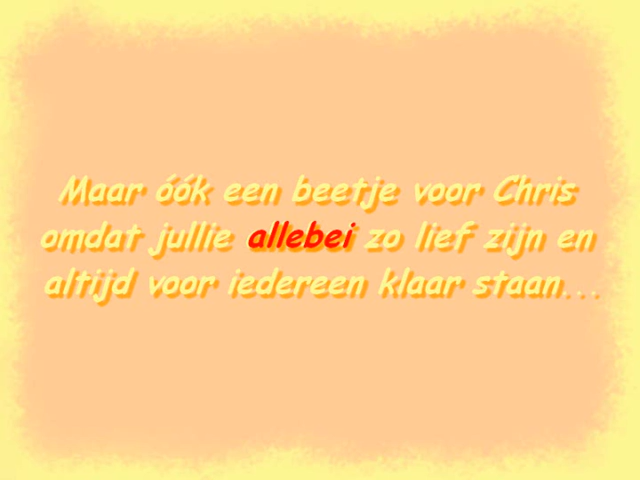 Maar óók een beetje voor Chris
omdat jullie allebei zo lief zijn en
altijd voor iedereen klaar staan...